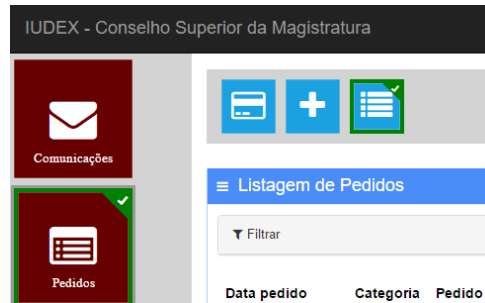 IUDEX - Conselho Superior da Magistratura
Comunicações
Pedidos
Listagem de Pedidos
Filtrar
Data pedido Categoria Pedido